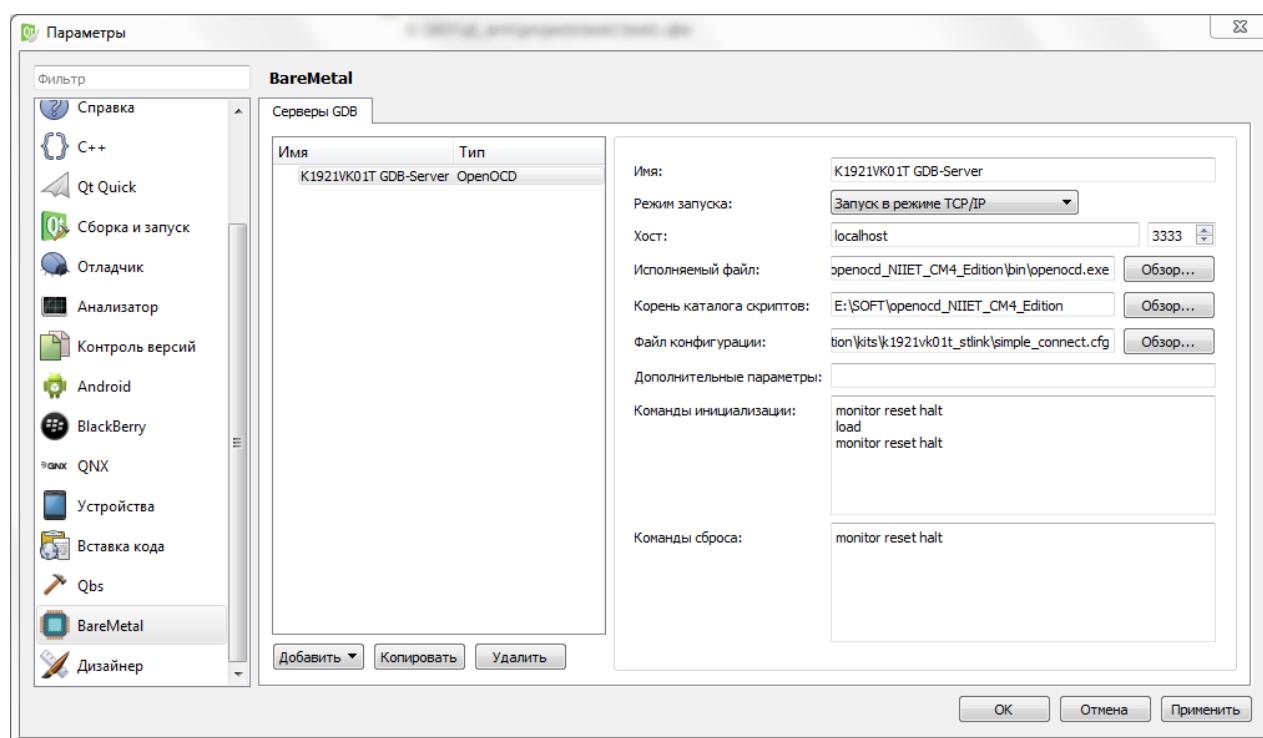 Параметры
Фильтр
Справка
C++
Qt Quick
Сборка и запуск
Отладчик
Анализатор
Контроль версий
Android
BlackBerry
QNX QNX
Устройства
Вставка кода
Qbs
BareMetal
Дизайнер
BareMetal
Серверы GDB
Имя Тип
K1921VK01T GDB-Server OpenOCD
Добавить Копировать Удалить
Имя: K1921VK01T GDB-Server
Режим запуска: Запуск в режиме TCP/IP
Хост: localhost 3333
Исполняемый файл: openocd_NIIET_CM4_Edition\bin\openocd.exe Обзор...
Корень каталога скриптов: E:\SOFT\openocd_NIIET_CM4_Edition Обзор...
Файл конфигурации: tion\kits\k1921vk01t_stlink\simple_connect.cfg Обзор...
Дополнительные параметры:
Команды инициализации: monitor reset halt
load
monitor reset halt
Команды сброса: monitor reset halt
OK Отмена Применить